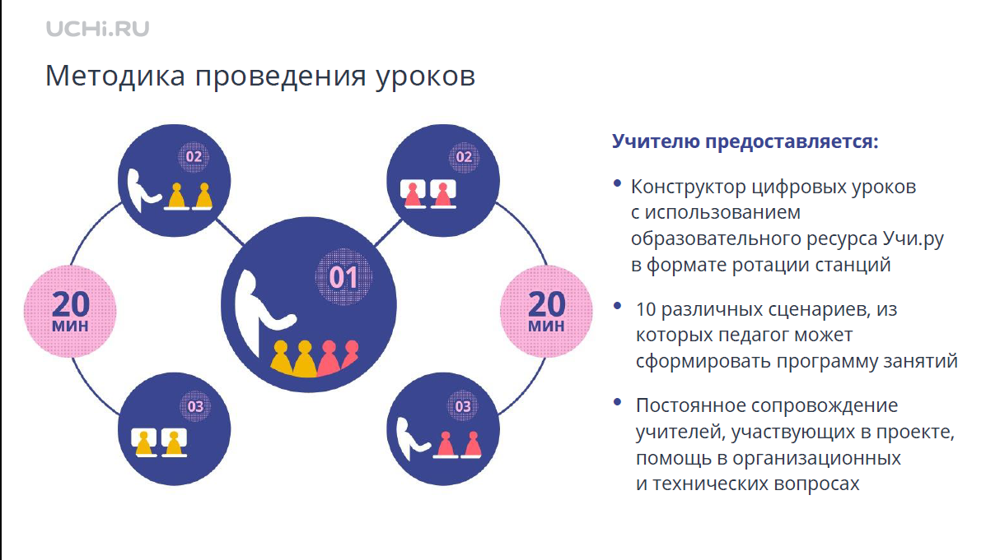 UCHi.RU
Методика проведения уроков
02
02
01
20
МИН
20
МИН
03
03
Учителю предоставляется:
• Конструктор цифровых уроков
с использованием
образовательного ресурса Учи.ру
в формате ротации станций
• 10 различных сценариев, из
которых педагог может
сформировать программу занятий
• Постоянное сопровождение
учителей, участвующих в проекте,
помощь в организационных
и технических вопросах